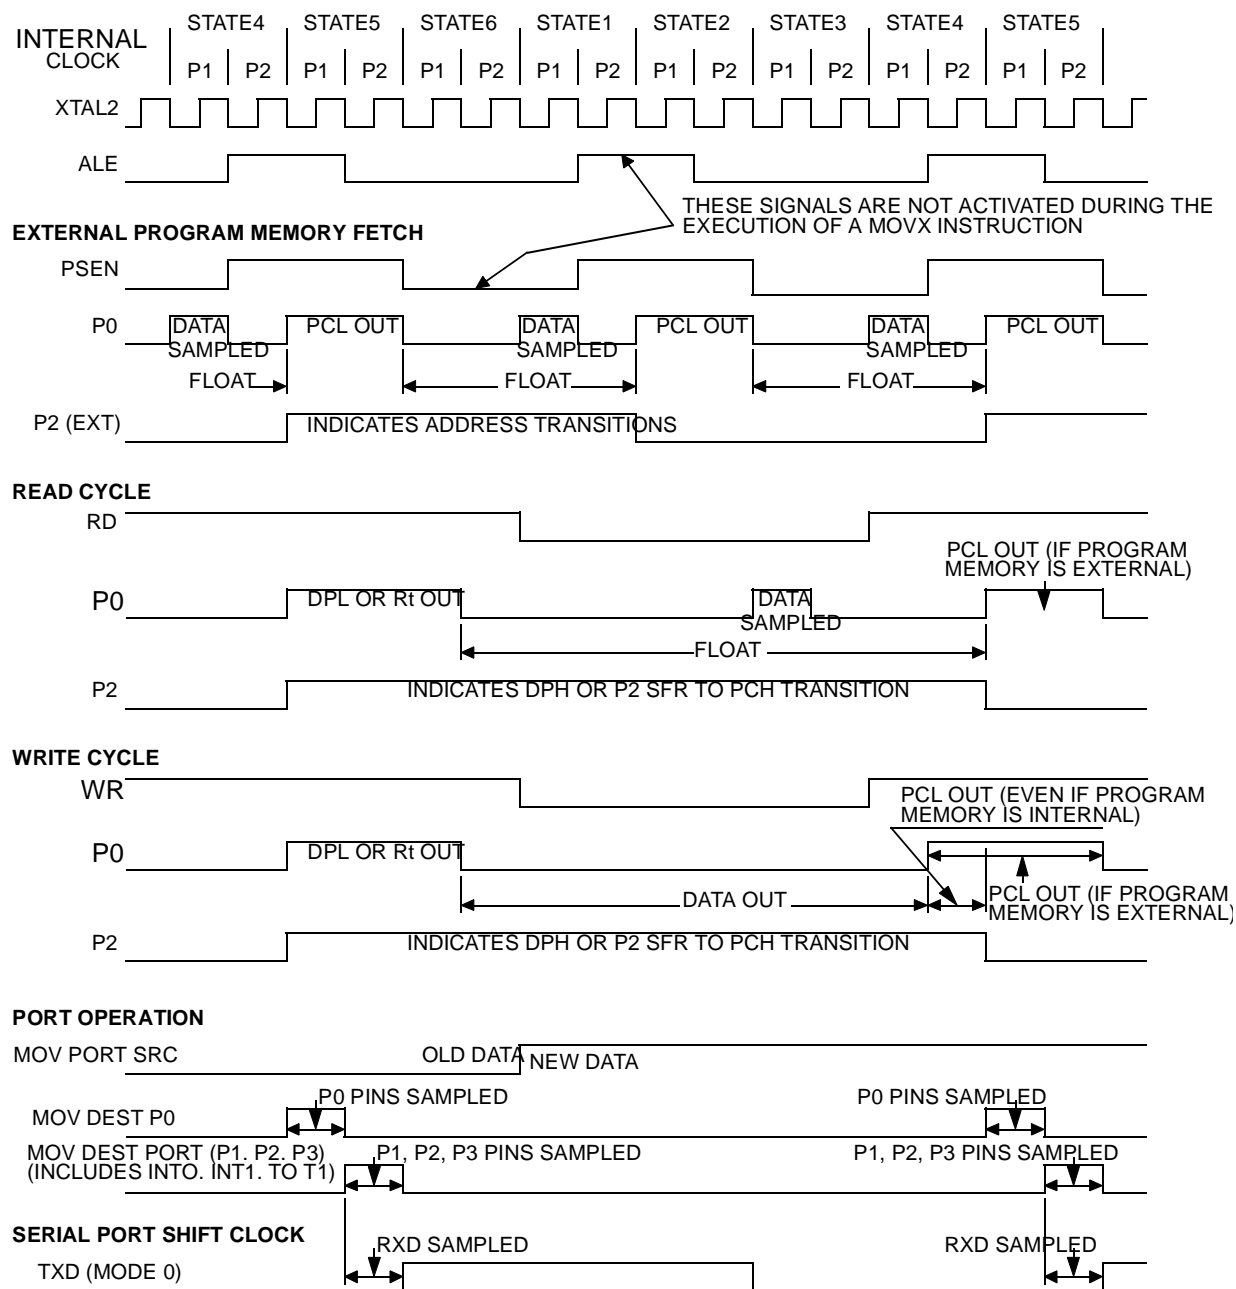 STATE4 STATE5 STATE6 STATE1 STATE2 STATE3 STATE4 STATE5
INTERNAL
CLOCK
P1 P2 P1 P2 P1 P2 P1 P2 P1 P2 P1 P2 P1 P2 P1 P2
XTAL2
ALE
THESE SIGNALS ARE NOT ACTIVATED DURING THE
EXECUTION OF A MOVX INSTRUCTION
EXTERNAL PROGRAM MEMORY FETCH
PSEN
P0 DATA PCL OUT DATA PCL OUT DATA PCL OUT
SAMPLED SAMPLED SAMPLED
FLOAT FLOAT FLOAT
P2 (EXT) INDICATES ADDRESS TRANSITIONS
READ CYCLE
RD
PCL OUT (IF PROGRAM
MEMORY IS EXTERNAL)
P0 DPL OR Rt OUT DATA
SAMPLED
FLOAT
P2 INDICATES DPH OR P2 SFR TO PCH TRANSITION
WRITE CYCLE
WR
PCL OUT (EVEN IF PROGRAM
MEMORY IS INTERNAL)
P0 DPL OR Rt OUT
DATA OUT
PCL OUT (IF PROGRAM
MEMORY IS EXTERNAL)
P2 INDICATES DPH OR P2 SFR TO PCH TRANSITION
PORT OPERATION
MOV PORT SRC OLD DATA NEW DATA
P0 PINS SAMPLED P0 PINS SAMPLED
MOV DEST P0
MOV DEST PORT (P1. P2. P3) P1, P2, P3 PINS SAMPLED P1, P2, P3 PINS SAMPLED
(INCLUDES INTO. INT1. TO T1)
SERIAL PORT SHIFT CLOCK
RXD SAMPLED RXD SAMPLED
TXD (MODE 0)